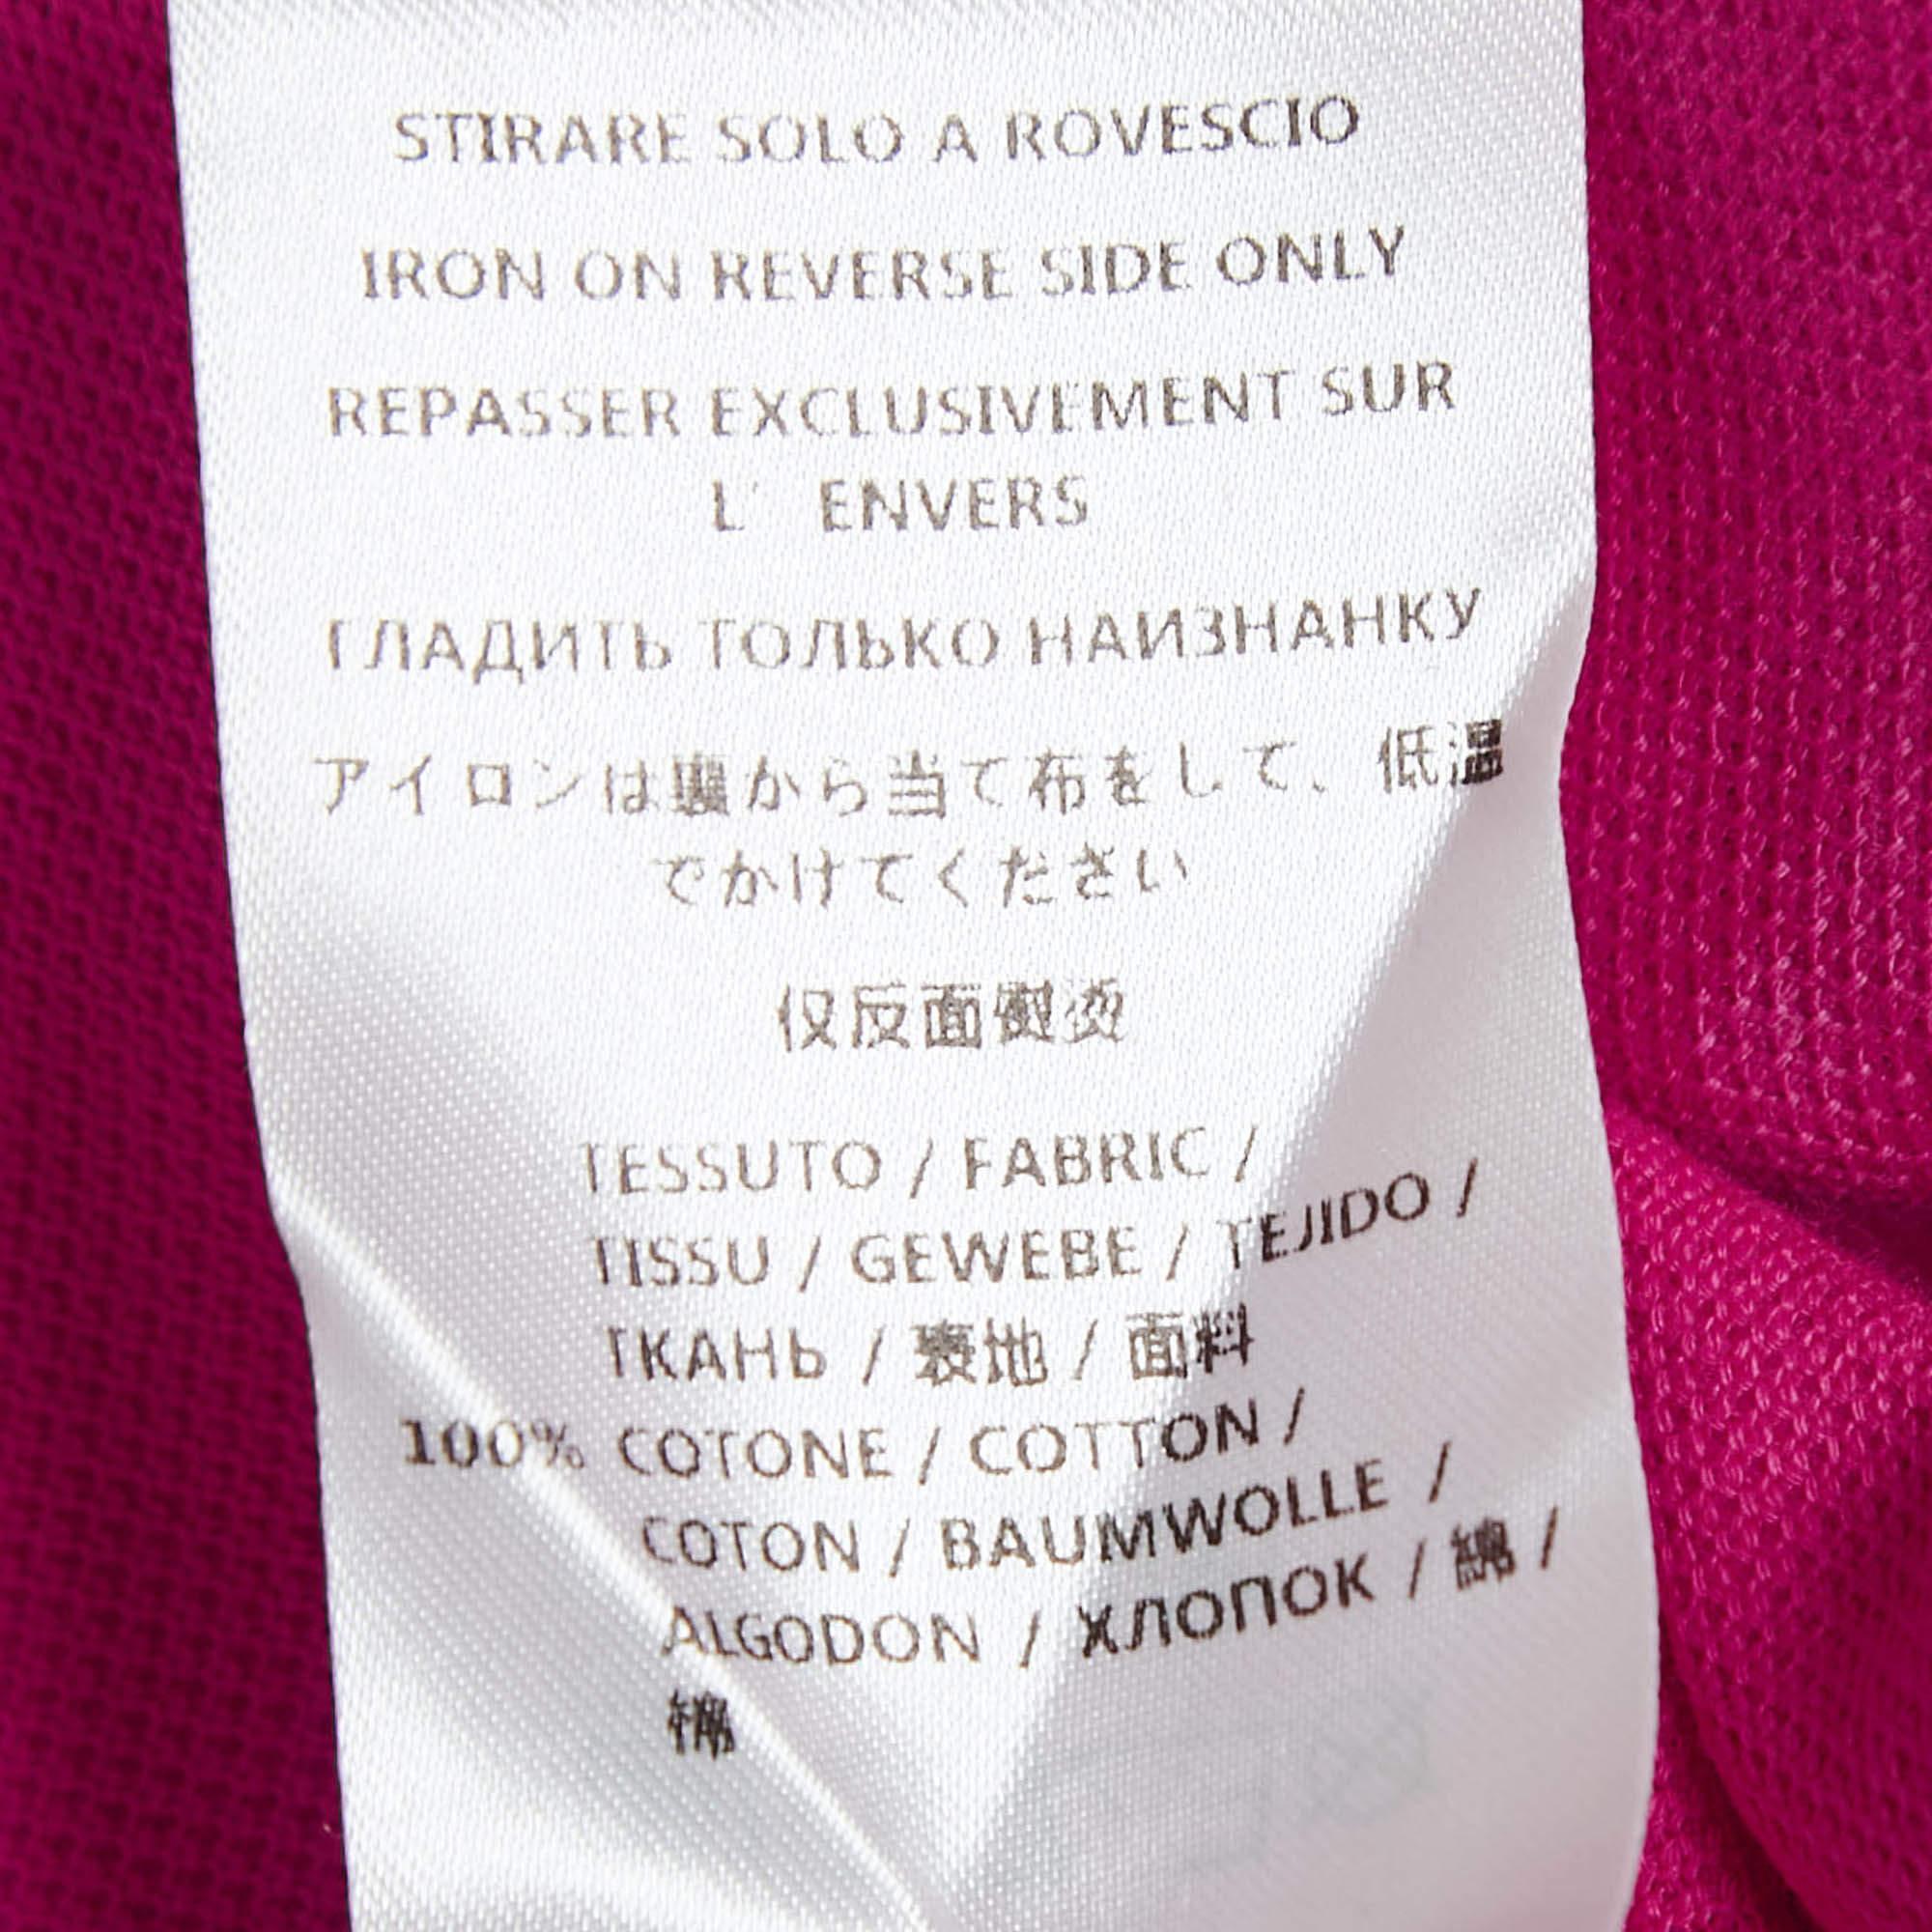 STIRARE SOLO A ROVESCIO
IRON ON REVERSE SIDE ONLY
REPASSER EXCLUSIVEMENT SUR
L' ENVERS
ГЛАДИТЬ ТОЛЬКО НАИЗНАНКУ
アイロンは裏から当て布をして、低温
でかけてください
仅反面熨烫
TESSUTO / FABRIC /
TISSU / GEWEBE / TEJIDO /
ТКАНЬ / 表地 / 面料
100% COTONE / COTTON /
COTON / BAUMWOLLE /
ALGODON / ХЛОПОК / 綿 /
棉